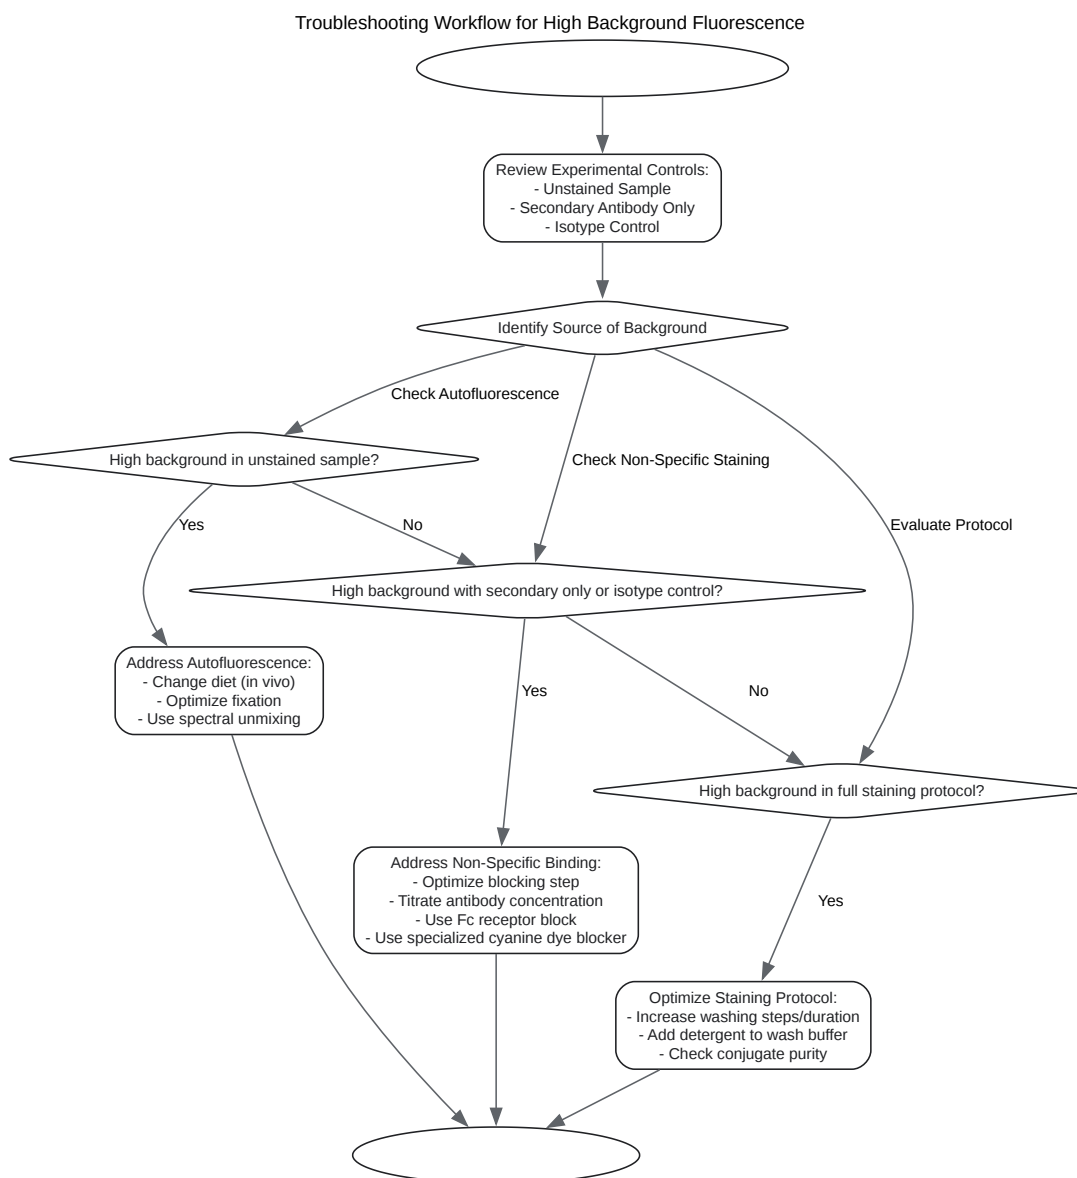 Troubleshooting Workflow for High Background Fluorescence
Review Experimental Controls:
- Unstained Sample
- Secondary Antibody Only
- Isotype Control
Identify Source of Background
Check Autofluorescence
High background in unstained sample?
Check Non-Specific Staining
Yes
No
Evaluate Protocol
High background with secondary only or isotype control?
Address Autofluorescence:
- Change diet (in vivo)
- Optimize fixation
- Use spectral unmixing
Yes
No
High background in full staining protocol?
Address Non-Specific Binding:
- Optimize blocking step
- Titrate antibody concentration
- Use Fc receptor block
- Use specialized cyanine dye blocker
Yes
Optimize Staining Protocol:
- Increase washing steps/duration
- Add detergent to wash buffer
- Check conjugate purity